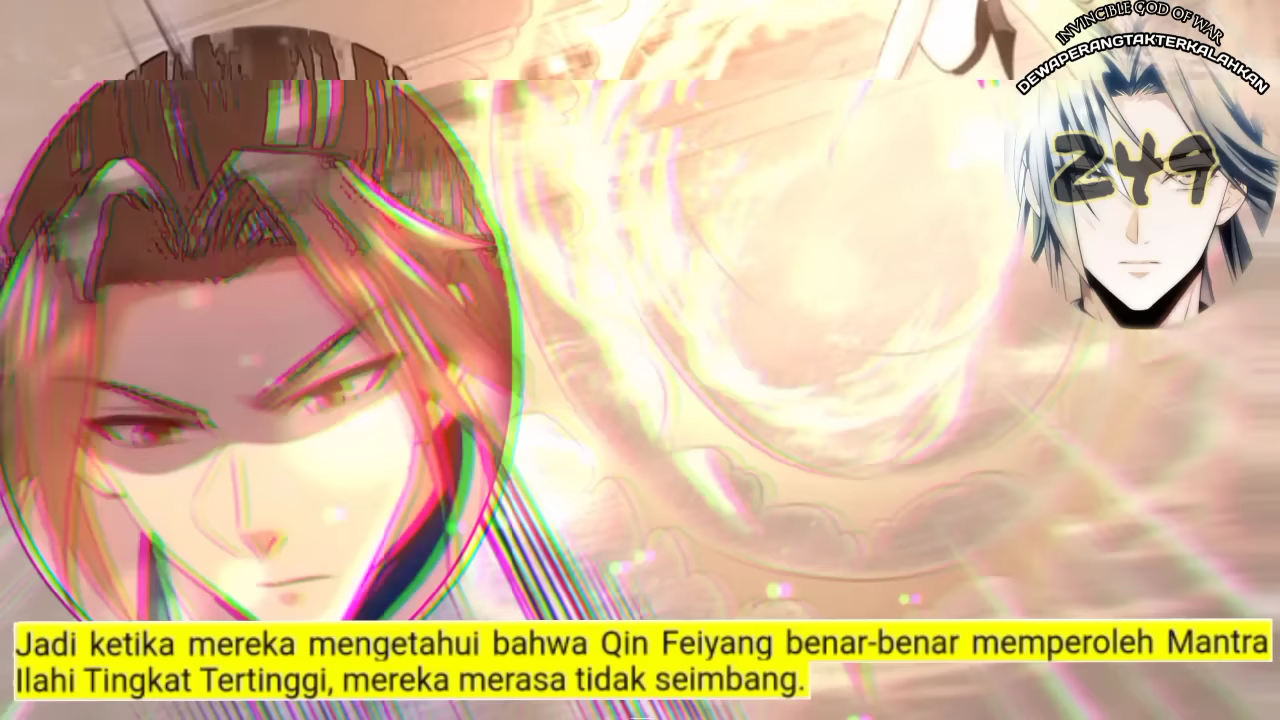 INVINCIBLE GOD OF WAR
DEWAPERANGTAKTERKALAHKAN
249
Jadi ketika mereka mengetahui bahwa Qin Feiyang benar-benar memperoleh Mantra
Ilahi Tingkat Tertinggi, mereka merasa tidak seimbang.